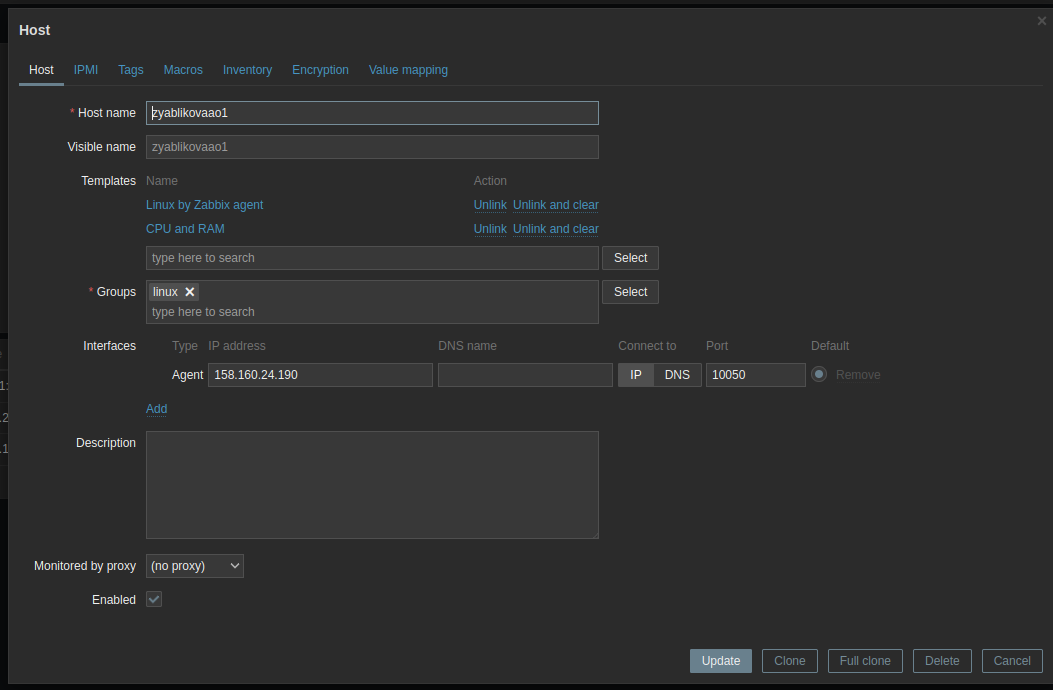 Host
Host IPMI Tags Macros Inventory Encryption Value mapping
* Host name zyablikovaao1
Visible name zyablikovaao1
Templates Name Action
Linux by Zabbix agent Unlink Unlink and clear
CPU and RAM Unlink Unlink and clear
type here to search Select
* Groups linux Select
type here to search
Interfaces Type IP address DNS name Connect to Port Default
Agent 158.160.24.190 IP DNS 10050 Remove
Add
Description
Monitored by proxy (no proxy)
Enabled
Update Clone Full clone Delete Cancel